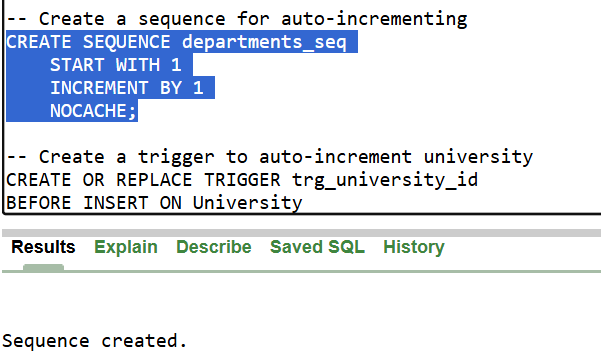 -- Create a sequence for auto-incrementing
CREATE SEQUENCE departments_seq
    START WITH 1
    INCREMENT BY 1
    NOCACHE;

-- Create a trigger to auto-increment university
CREATE OR REPLACE TRIGGER trg_university_id
BEFORE INSERT ON University
Results Explain Describe Saved SQL History
Sequence created.